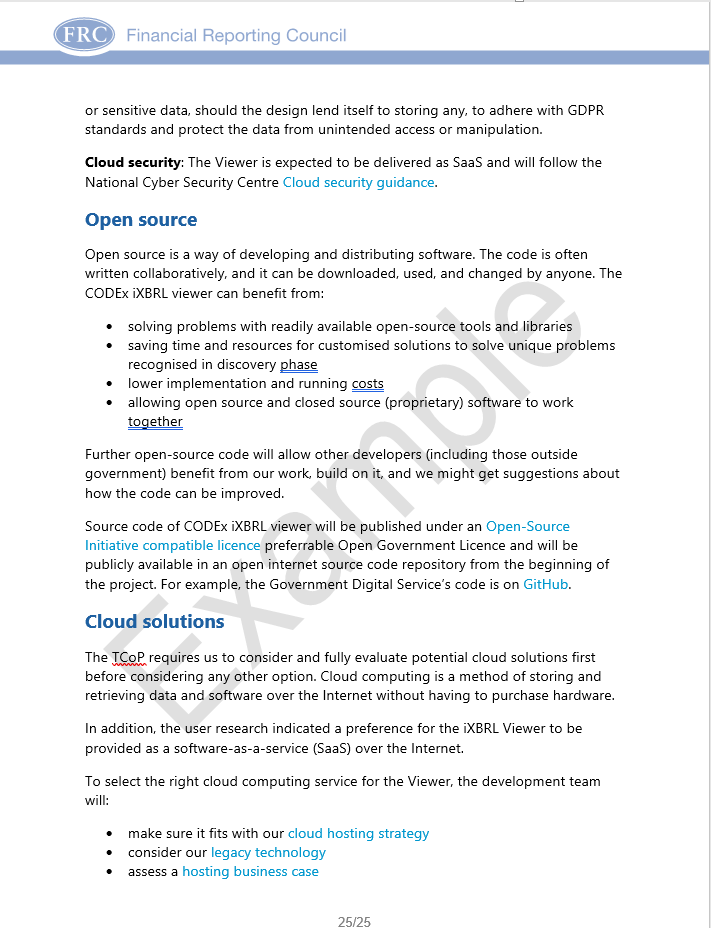 FRC Financial Reporting Council
or sensitive data, should the design lend itself to storing any, to adhere with GDPR
standards and protect the data from unintended access or manipulation.
Cloud security: The Viewer is expected to be delivered as SaaS and will follow the
National Cyber Security Centre Cloud security guidance.
Open source
Open source is a way of developing and distributing software. The code is often
written collaboratively, and it can be downloaded, used, and changed by anyone. The
CODEx iXBRL viewer can benefit from:
• solving problems with readily available open-source tools and libraries
• saving time and resources for customised solutions to solve unique problems
recognised in discovery phase
• lower implementation and running costs
• allowing open source and closed source (proprietary) software to work
together
Further open-source code will allow other developers (including those outside
government) benefit from our work, build on it, and we might get suggestions about
how the code can be improved.
Source code of CODEx iXBRL viewer will be published under an Open-Source
Initiative compatible licence preferrable Open Government Licence and will be
publicly available in an open internet source code repository from the beginning of
the project. For example, the Government Digital Service’s code is on GitHub.
Cloud solutions
The TCoP requires us to consider and fully evaluate potential cloud solutions first
before considering any other option. Cloud computing is a method of storing and
retrieving data and software over the Internet without having to purchase hardware.
In addition, the user research indicated a preference for the iXBRL Viewer to be
provided as a software-as-a-service (SaaS) over the Internet.
To select the right cloud computing service for the Viewer, the development team
will:
• make sure it fits with our cloud hosting strategy
• consider our legacy technology
• assess a hosting business case
25/25
Example